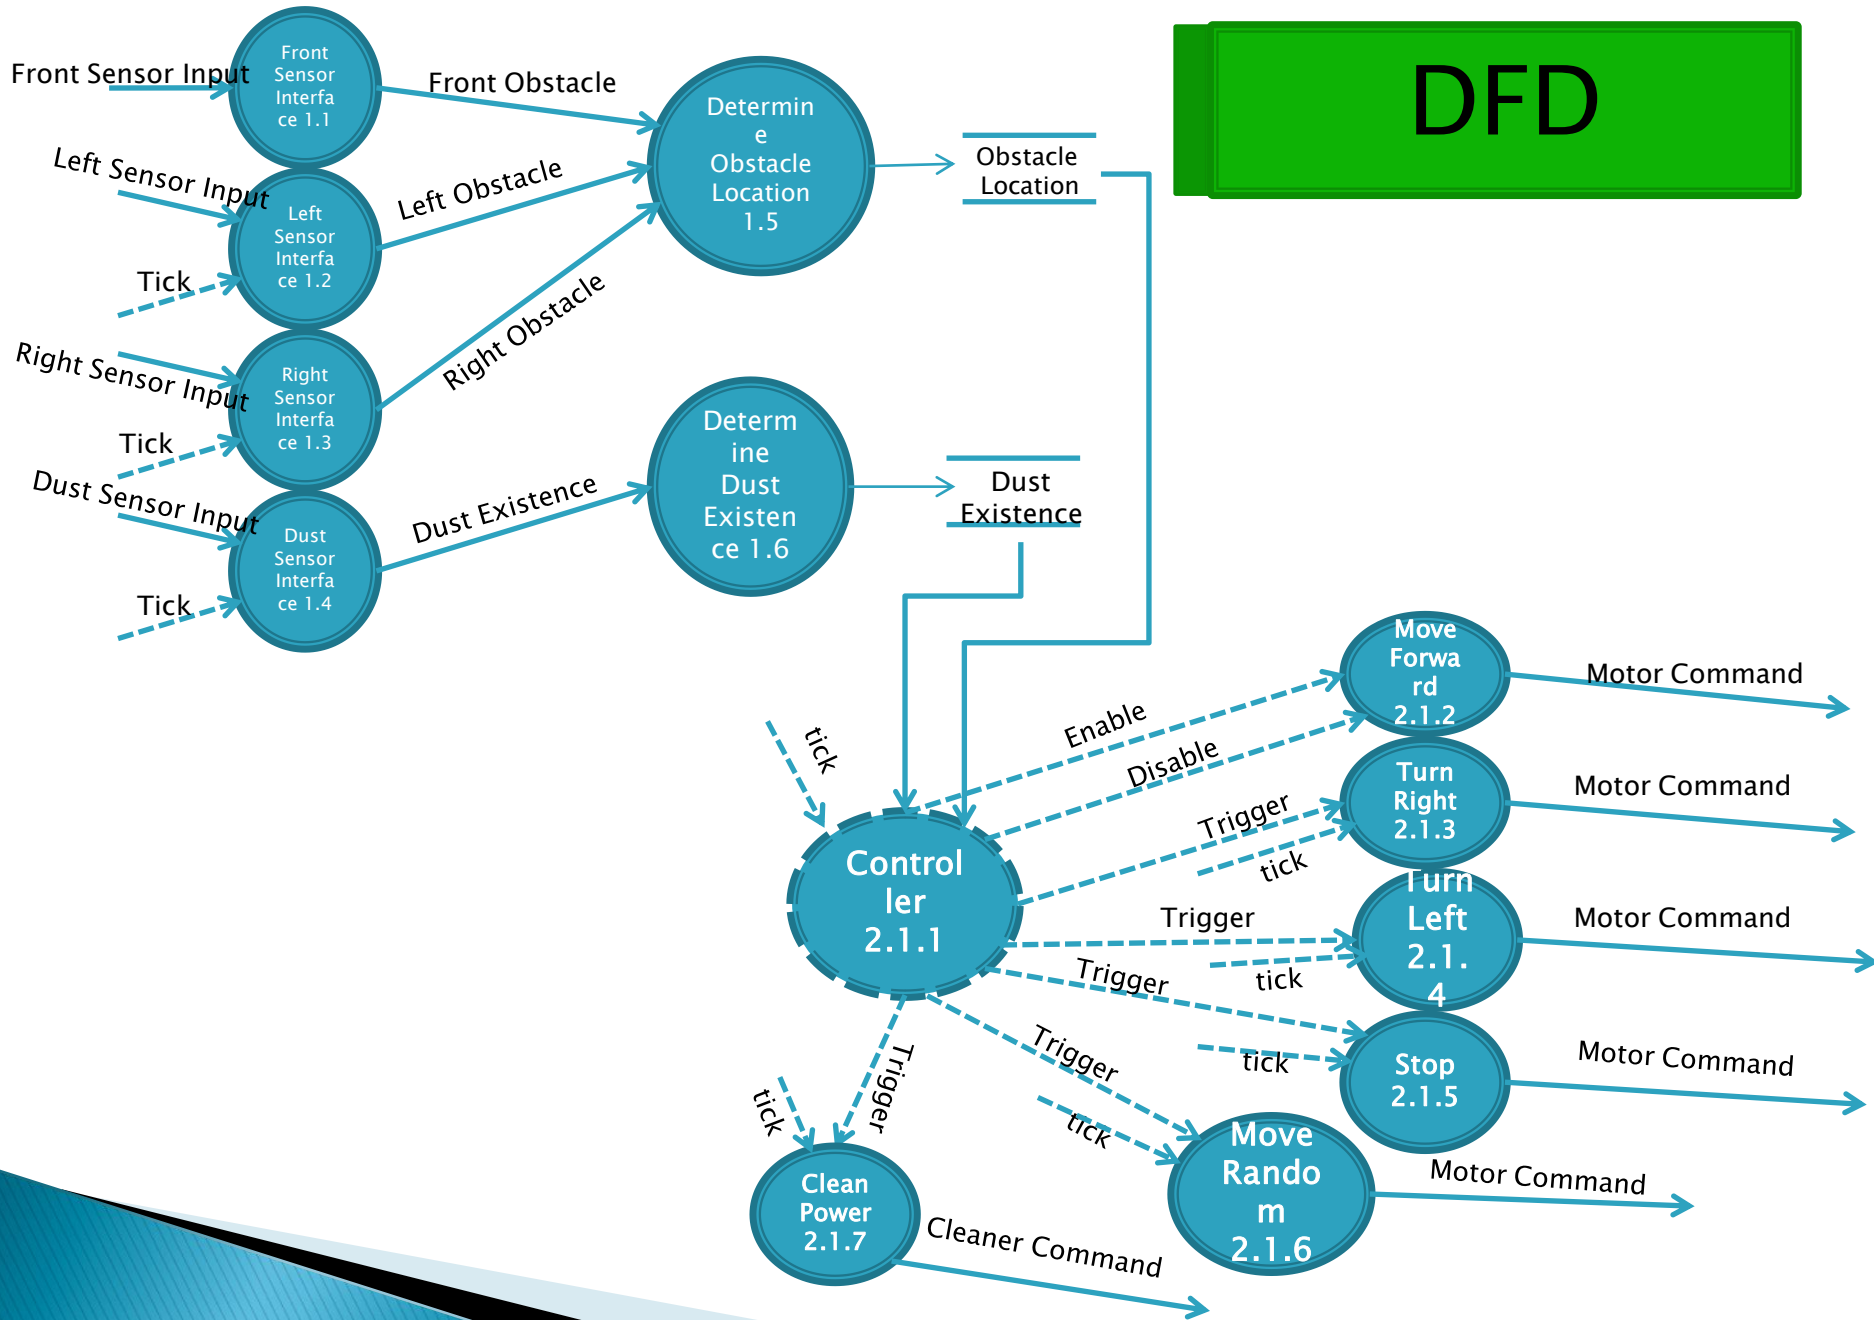 DFD
Front Sensor Input
Front
Sensor
Interfa
ce 1.1
Front Obstacle
Left Sensor Input
Tick
Left
Sensor
Interfa
ce 1.2
Left Obstacle
Right Sensor Input
Tick
Right
Sensor
Interfa
ce 1.3
Right Obstacle
Dust Sensor Input
Tick
Dust
Sensor
Interfa
ce 1.4
Dust Existence
Determin
e
Obstacle
Location
1.5
Obstacle
Location
Determ
ine
Dust
Existen
ce 1.6
Dust
Existence
tick
Control
ler
2.1.1
Enable
Disable
Move
Forwa
rd
2.1.2
Motor Command
Trigger
tick
Turn
Right
2.1.3
Motor Command
Trigger
tick
Turn
Left
2.1.
4
Motor Command
Trigger
tick
Stop
2.1.5
Motor Command
Trigger
tick
Move
Rando
m
2.1.6
Motor Command
Trigger
tick
Clean
Power
2.1.7
Cleaner Command